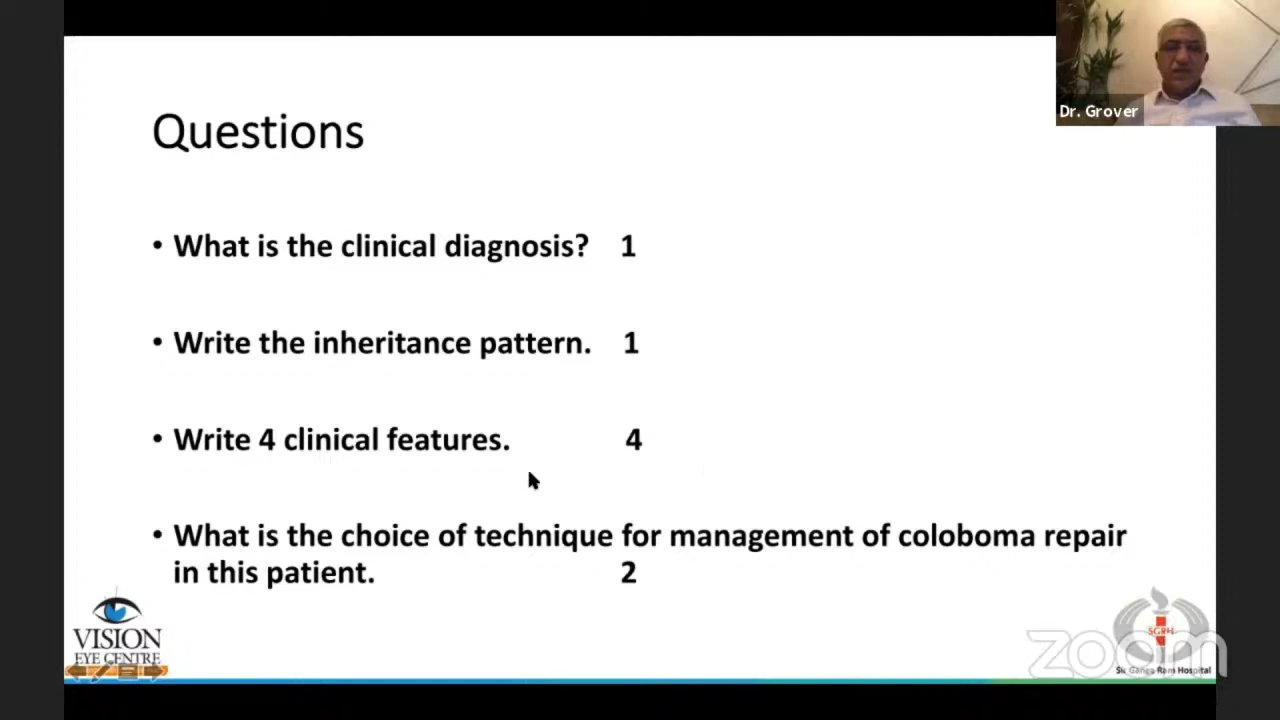 Dr. Grover
Questions
• What is the clinical diagnosis? 1
• Write the inheritance pattern. 1
• Write 4 clinical features. 4
• What is the choice of technique for management of coloboma repair
in this patient. 2
VISION
EYE CENTRE
SGRH
zoom
Sir Ganga Ram Hospital